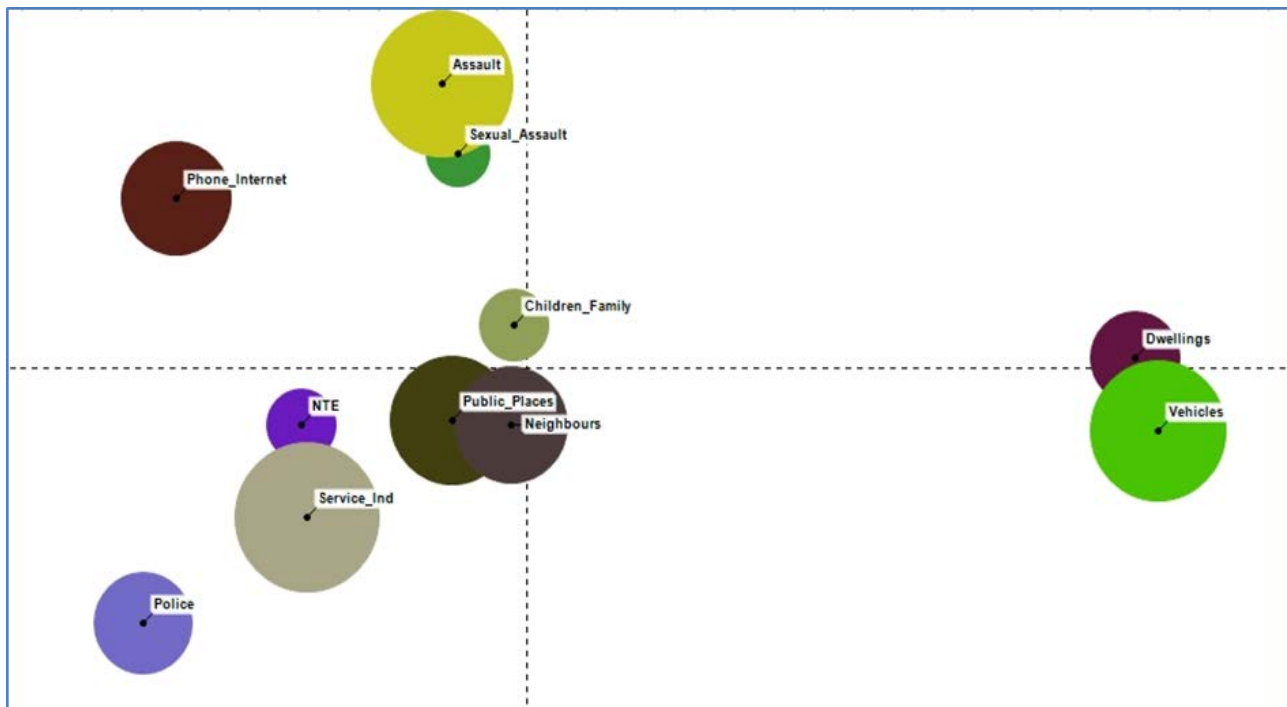 Assault
Sexual_Assault
Phone_Internet
Children_Family
Dwellings
NTE
Public_Places
Vehicles
Neighbours
Service_Ind
Police